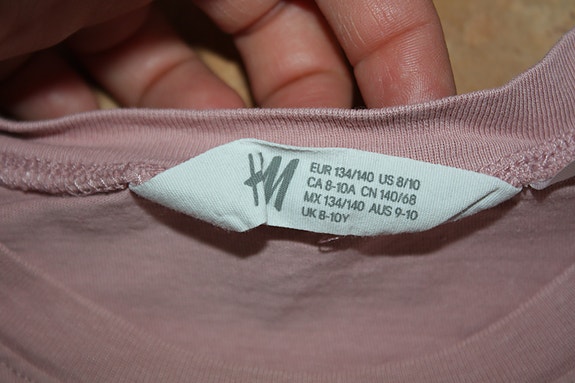 H&M
EUR 134/140 US 8/10
CA 8-10A CN 140/68
MX 134/140 AUS 9-10
UK 8-10Y